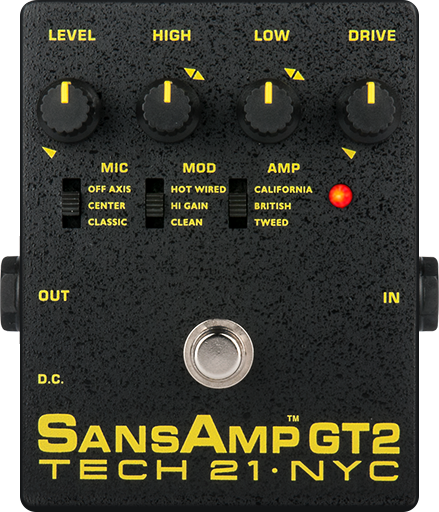 LEVEL HIGH LOW DRIVE
MIC MOD AMP
OFF AXIS HOT WIRED CALIFORNIA
CENTER HI GAIN BRITISH
CLASSIC CLEAN TWEED
OUT IN
D.C.
SANSAMP™ GT2
TECH 21·NYC